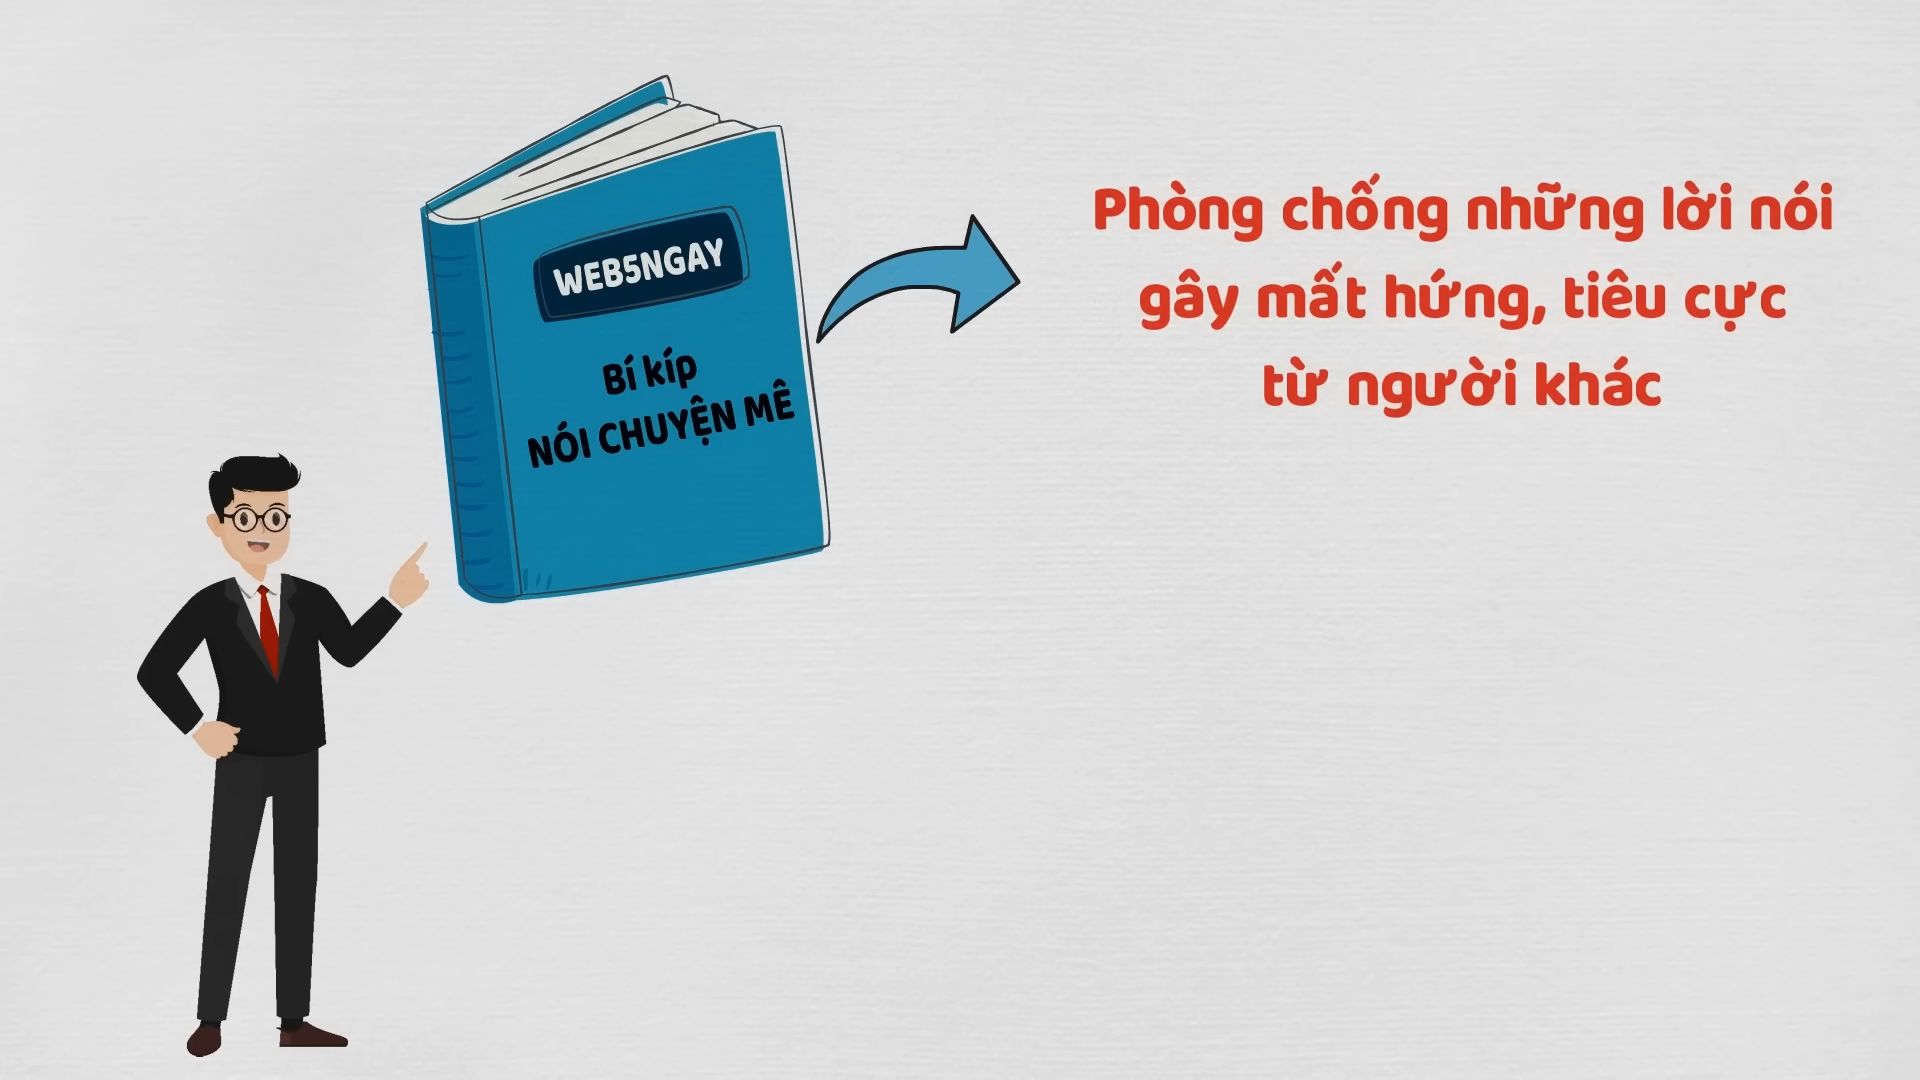 WEB5NGAY
Bí kíp
NÓI CHUYỆN MÊ
Phòng chống những lời nói
gây mất hứng, tiêu cực
từ người khác